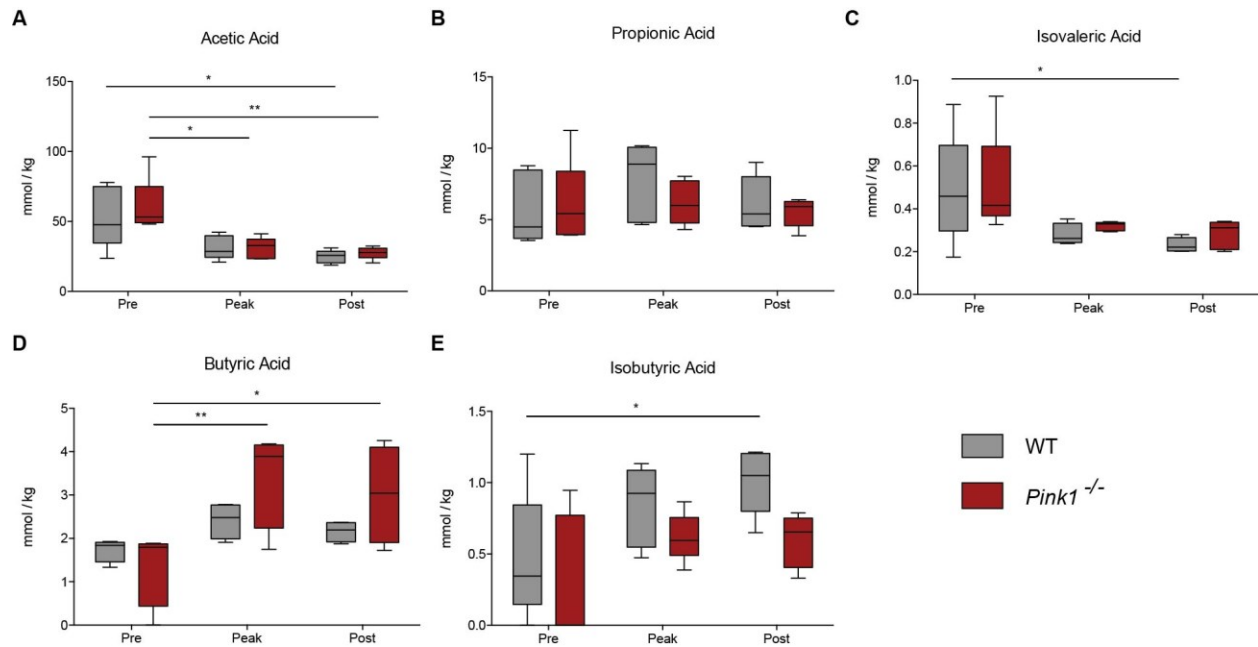 A
Acetic Acid
mmol / kg
150
100
50
0
*
**
*
Pre Peak Post
B
Propionic Acid
mmol / kg
15
10
5
0
Pre Peak Post
C
Isovaleric Acid
mmol / kg
1.0
0.8
0.6
0.4
0.2
0.0
*
Pre Peak Post
D
Butyric Acid
mmol / kg
5
4
3
2
1
0
*
**
Pre Peak Post
E
Isobutyric Acid
mmol / kg
1.5
1.0
0.5
0.0
*
Pre Peak Post
WT
Pink1 -/-